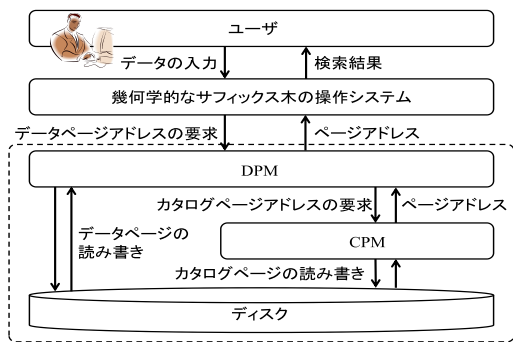 ユーザ
データの入力
検索結果
幾何学的なサフィックス木の操作システム
データページアドレスの要求
ページアドレス
DPM
カタログページアドレスの要求
ページアドレス
データページの
読み書き
CPM
カタログページの読み書き
ディスク